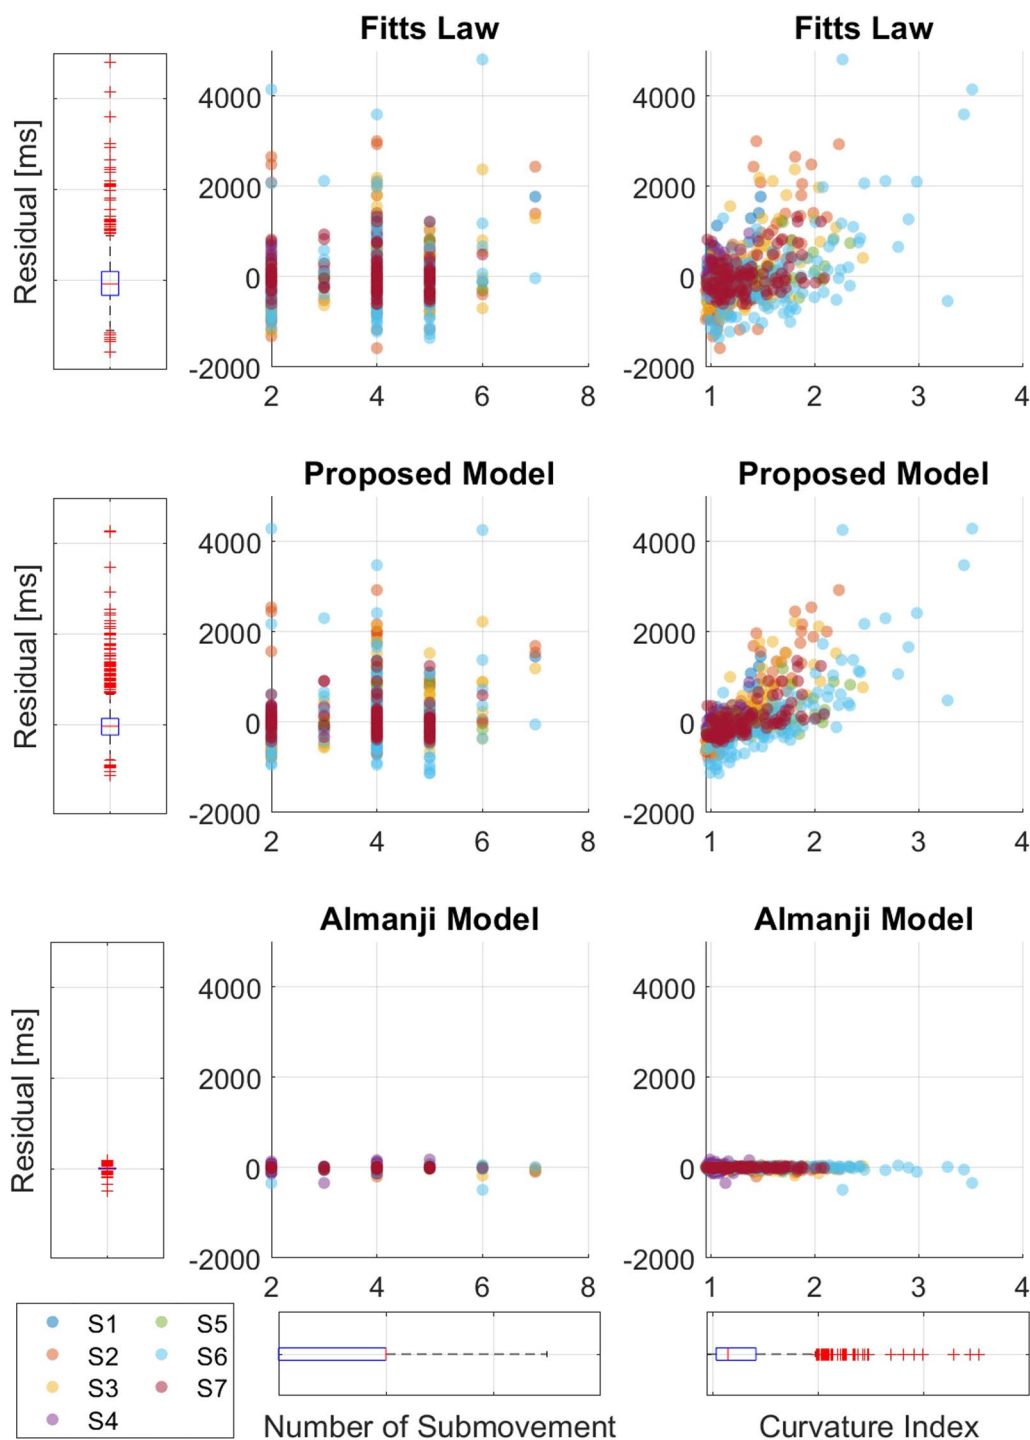 Fitts Law
Fitts Law
Residual [ms]
4000
2000
0
-2000
2 4 6 8
4000
2000
0
-2000
1 2 3 4
Proposed Model
Proposed Model
Residual [ms]
4000
2000
0
-2000
2 4 6 8
4000
2000
0
-2000
1 2 3 4
Almanji Model
Almanji Model
Residual [ms]
4000
2000
0
-2000
2 4 6 8
4000
2000
0
-2000
1 2 3 4
S1 S5
S2 S6
S3 S7
S4
Number of Submovement
Curvature Index